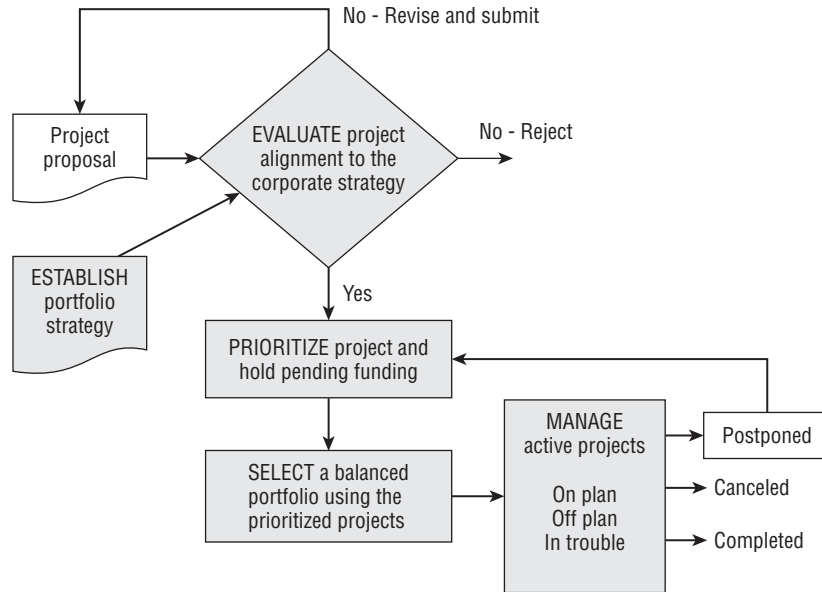 No - Revise and submit
Project
proposal
EVALUATE project
alignment to the
corporate strategy
No - Reject
ESTABLISH
portfolio
strategy
Yes
PRIORITIZE project and
hold pending funding
SELECT a balanced
portfolio using the
prioritized projects
MANAGE
active projects
On plan
Off plan
In trouble
Postponed
Canceled
Completed